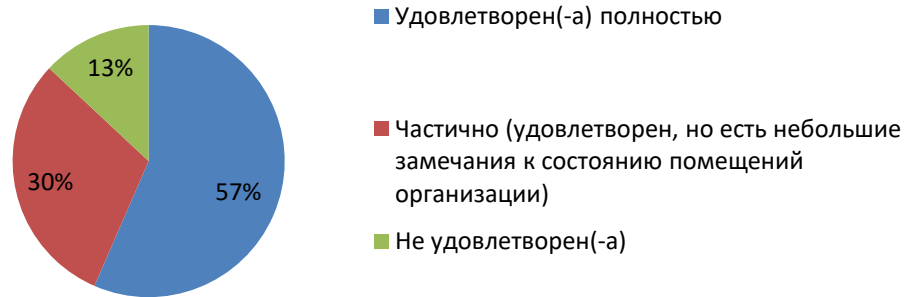 Удовлетворен(-а) полностью
13%
Частично (удовлетворен, но есть небольшие
замечания к состоянию помещений
организации)
30%
57%
Не удовлетворен(-а)